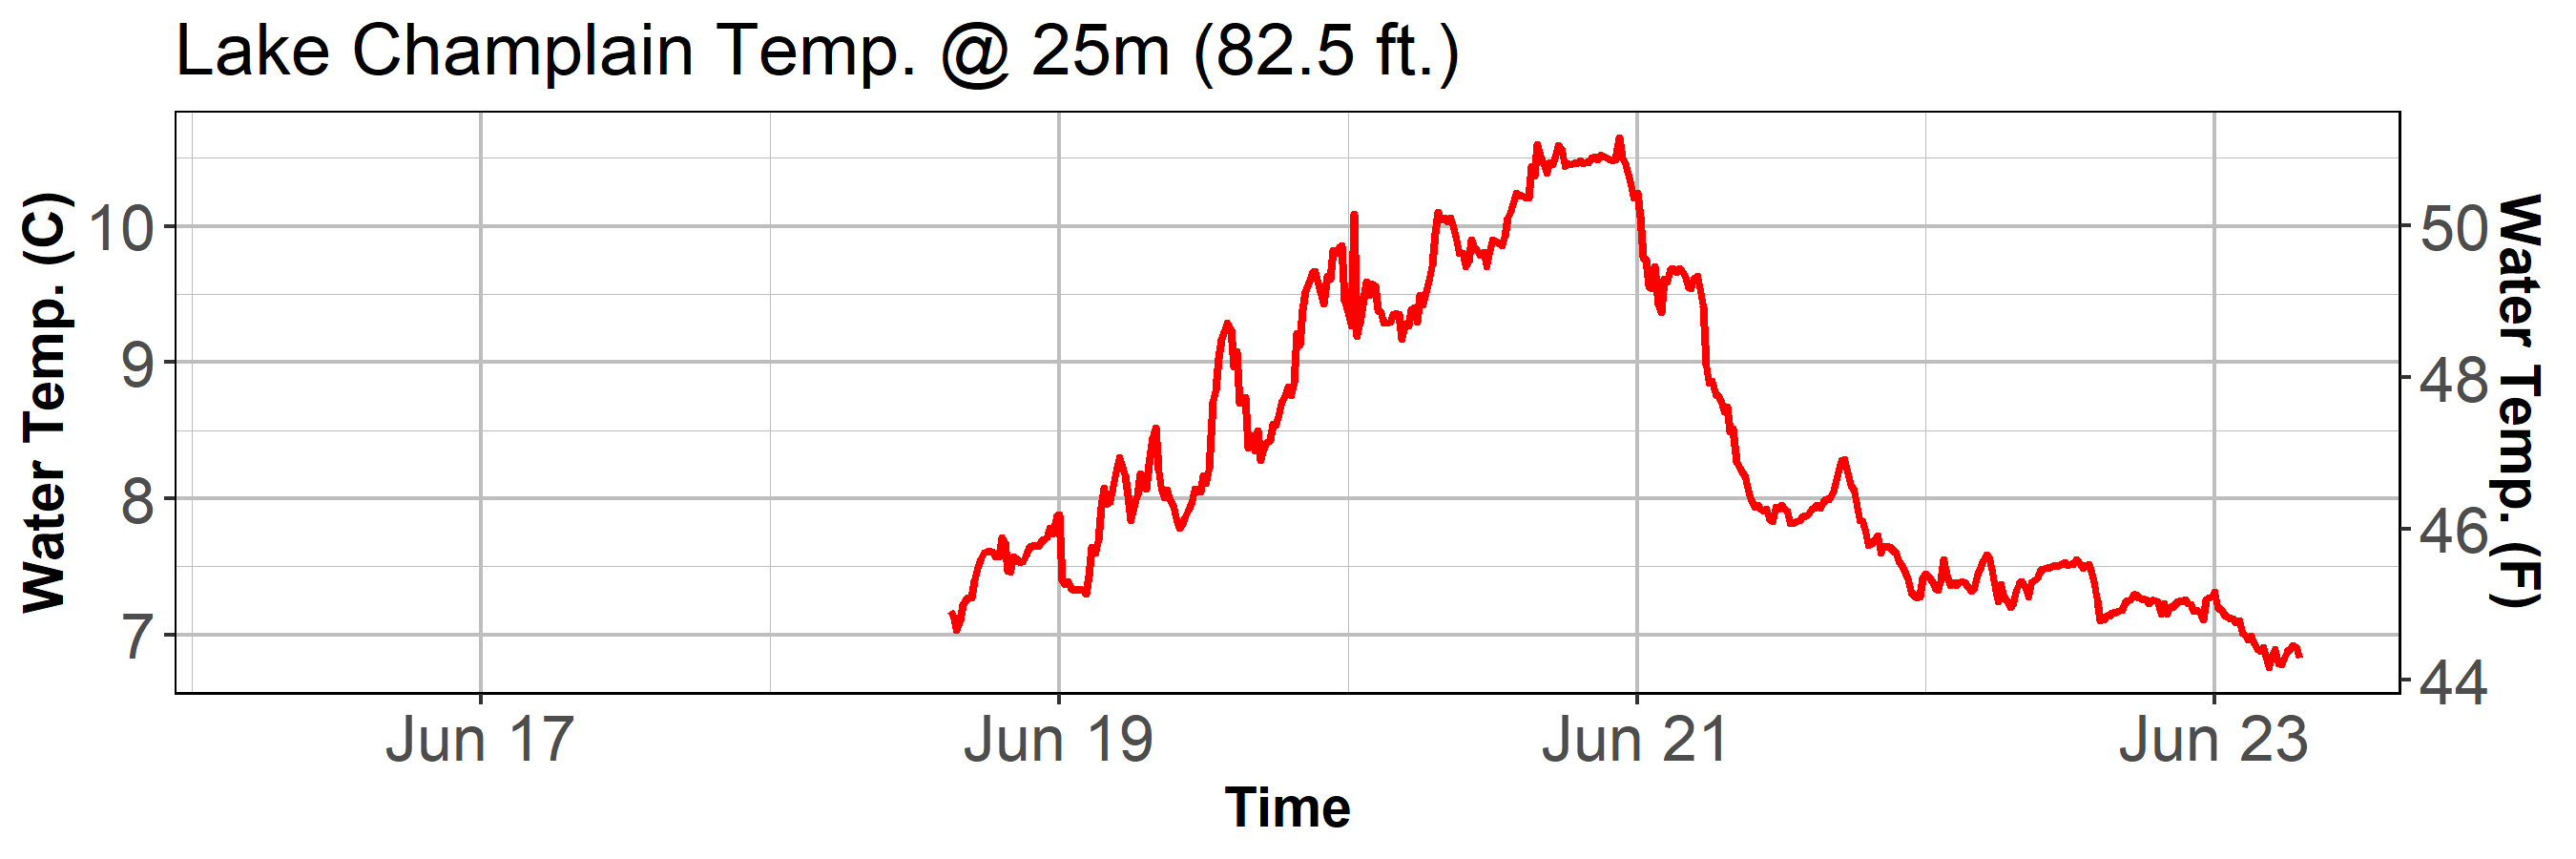 Lake Champlain Temp. @ 25m (82.5 ft.)
Water Temp. (C)
10
9
8
7
50
48
46
44
Water Temp. (F)
Jun 17
Jun 19
Jun 21
Jun 23
Time